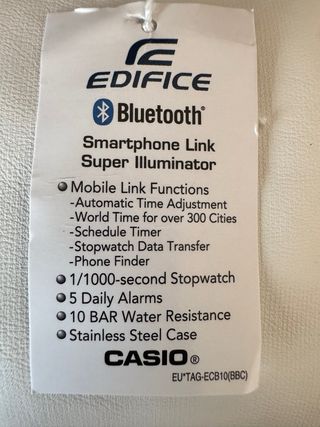 EDIFICE
Bluetooth®
Smartphone Link
Super Illuminator
● Mobile Link Functions
-Automatic Time Adjustment
-World Time for over 300 Cities
-Schedule Timer
-Stopwatch Data Transfer
-Phone Finder
● 1/1000-second Stopwatch
● 5 Daily Alarms
● 10 BAR Water Resistance
● Stainless Steel Case
CASIO®
EU*TAG-ECB10(BBC)